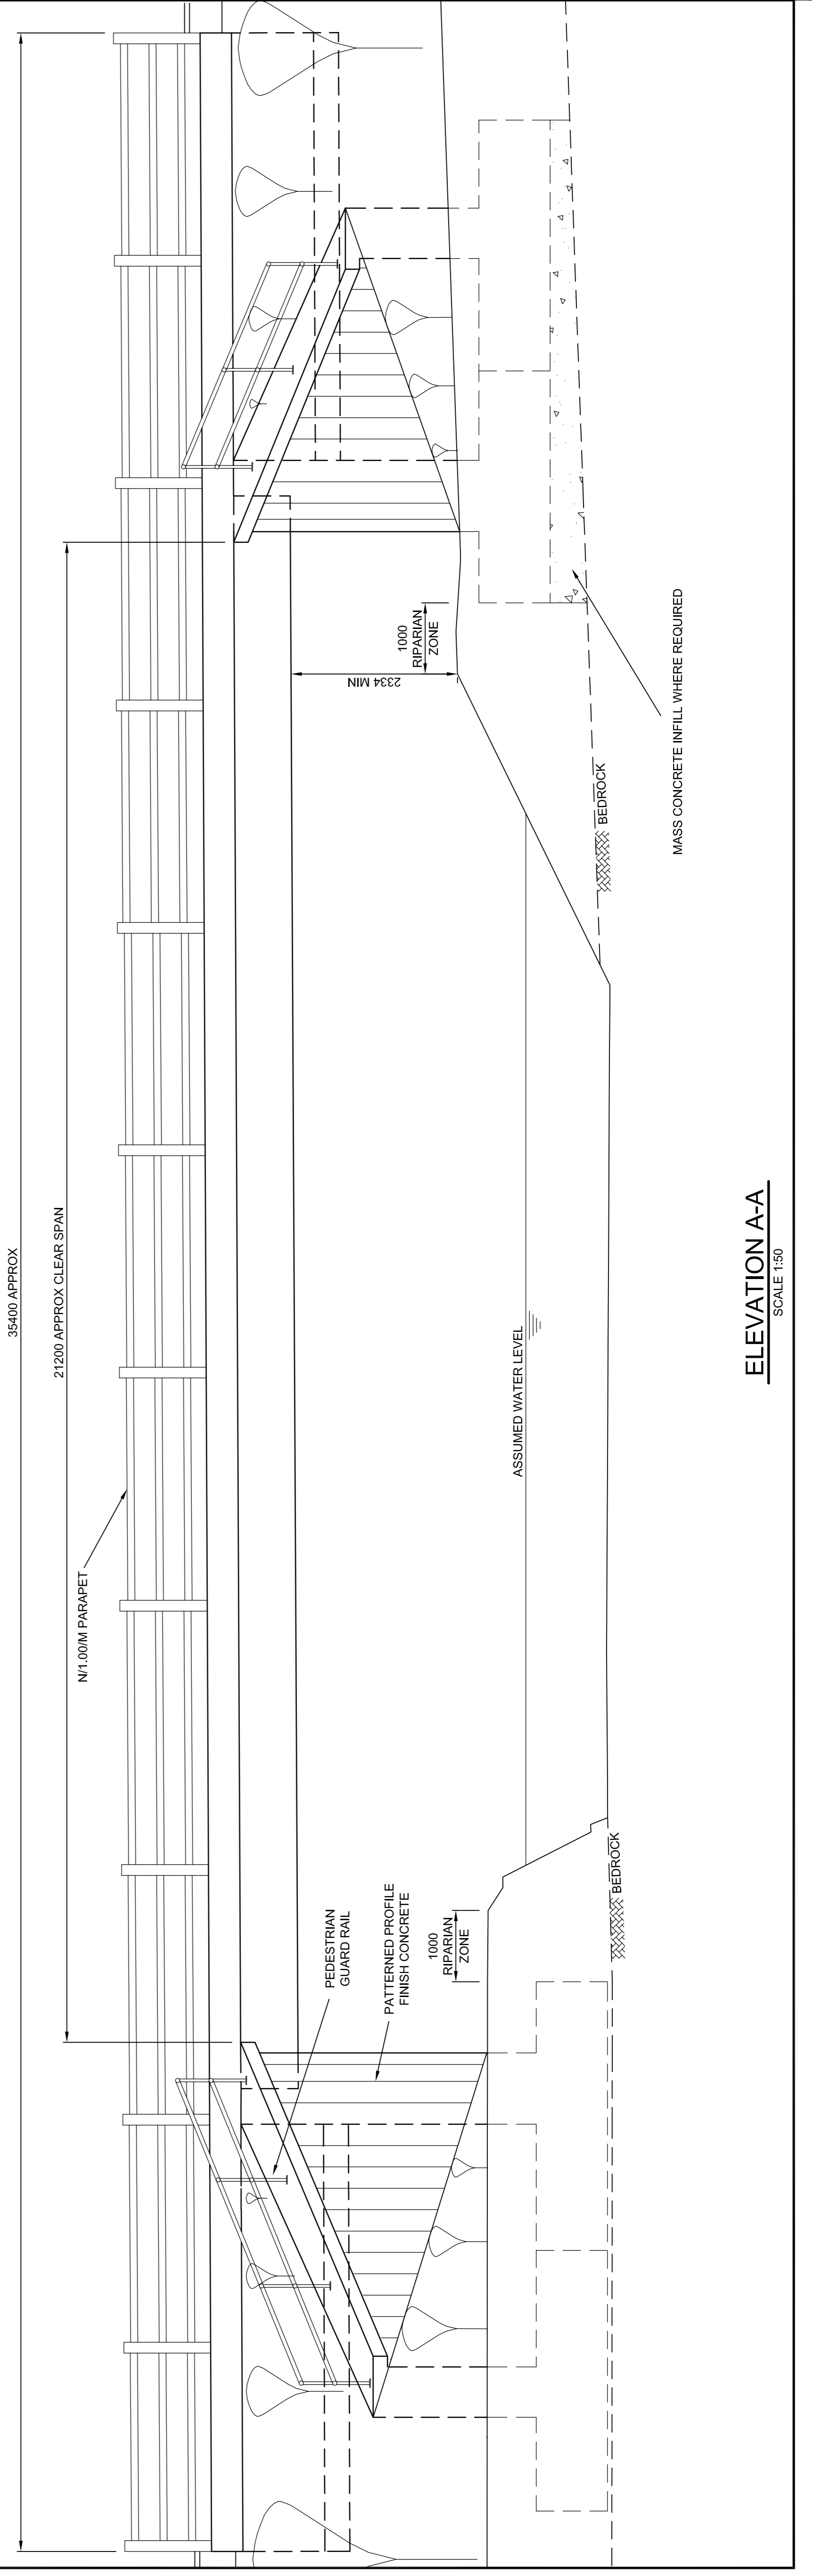 35400 APPROX
21200 APPROX CLEAR SPAN
N/1.00/M PARAPET
PEDESTRIAN
GUARD RAIL
PATTERNED PROFILE
FINISH CONCRETE
1000
RIPARIAN
ZONE
BEDROCK
ASSUMED WATER LEVEL
2334 MIN
1000
RIPARIAN
ZONE
BEDROCK
MASS CONCRETE INFILL WHERE REQUIRED
ELEVATION A-A
SCALE 1:50